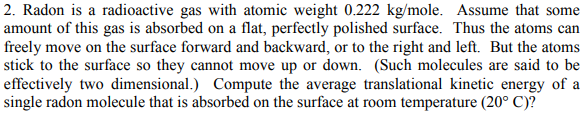 2. Radon is a radioactive gas with atomic weight 0.222 kg/mole. Assume that some
amount of this gas is absorbed on a flat, perfectly polished surface. Thus the atoms can
freely move on the surface forward and backward, or to the right and left. But the atoms
stick to the surface so they cannot move up or down. (Such molecules are said to be
effectively two dimensional.) Compute the average translational kinetic energy of a
single radon molecule that is absorbed on the surface at room temperature (20° C)?